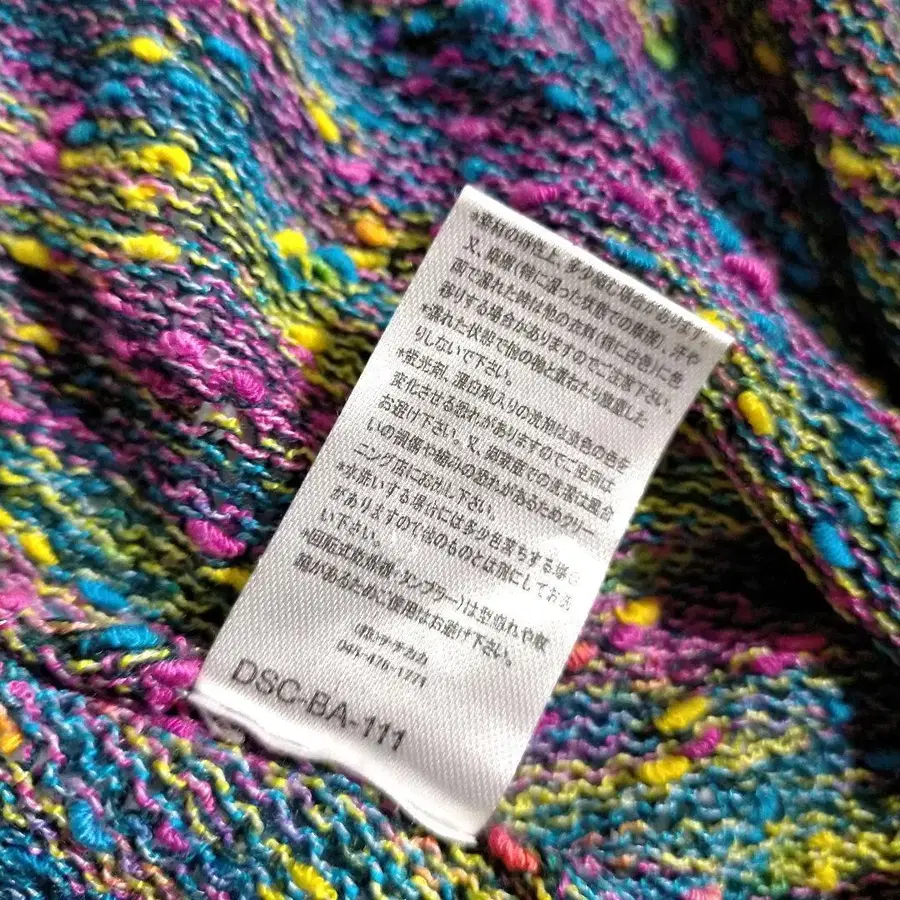 *素材の特性上、多少縮む場合があります。
又、摩擦(特に湿った状態での摩擦)、汗や
雨で濡れた時は他の衣料(特に白色)に色
移りする場合がありますのでご注意下さい。
*濡れた状態で他の物と重ねたり放置した
りしないで下さい。
*蛍光剤、漂白剤入りの洗剤は淡色の色を
変化させる恐れがありますのでご使用は
お避け下さい。又、ご家庭での洗濯は風合
いの損傷や縮みの恐れがあるためクリー
ニング店にお出し下さい。
*水洗いする場合には多少色落ちする事
がありますので他のものとは別にしてお洗
い下さい。
*回転式乾燥機(タンブラー)は型崩れや収
縮があるためご使用はお避け下さい。
(株)デチカカ
045-476-1771
DSC-BA-111